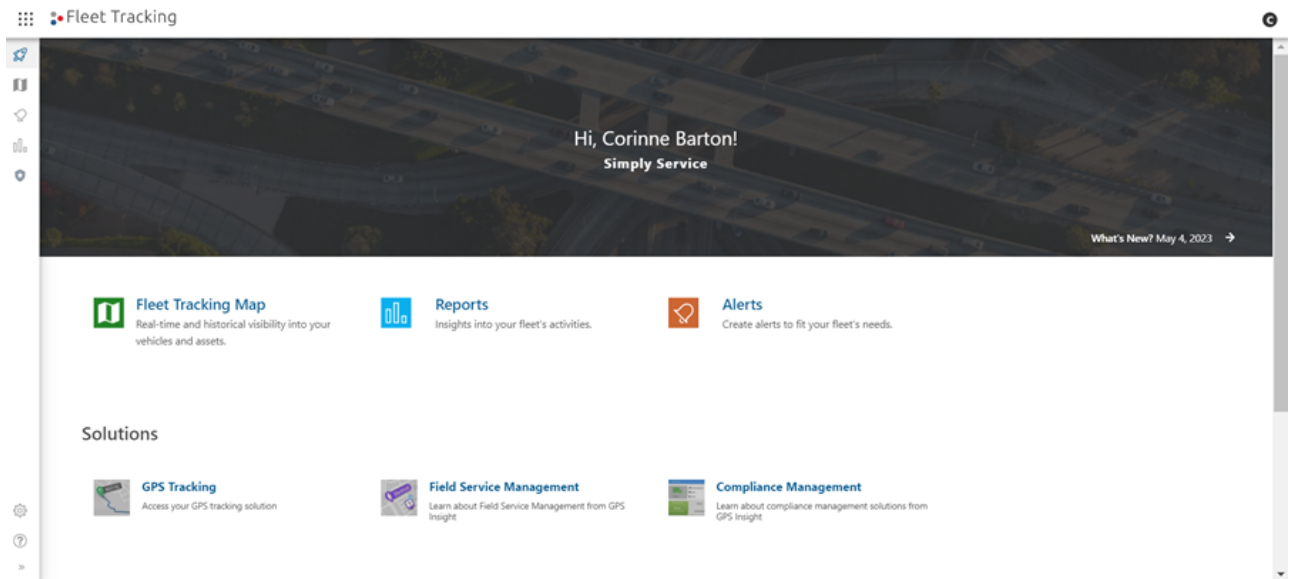 Fleet Tracking
Hi, Corinne Barton!
Simply Service
What's New? May 4, 2023
Fleet Tracking Map
Real-time and historical visibility into your
vehicles and assets.
Reports
Insights into your fleet's activities.
Alerts
Create alerts to fit your fleet's needs.
Solutions
GPS Tracking
Access your GPS tracking solution
Field Service Management
Learn about Field Service Management from GPS
Insight
Compliance Management
Learn about compliance management solutions from
GPS Insight